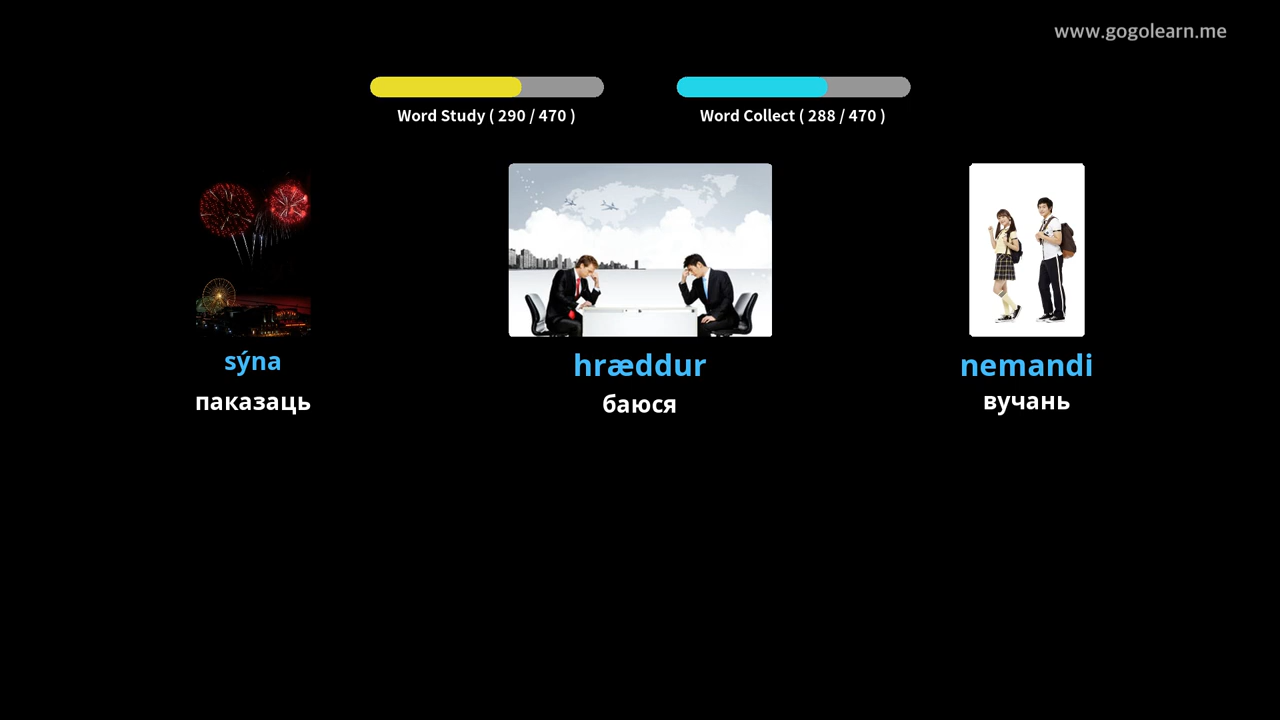 www.gogolearn.me
Word Study ( 290 / 470 )
Word Collect ( 288 / 470 )
sýna
паказаць
hræddur
баюся
nemandi
вучань